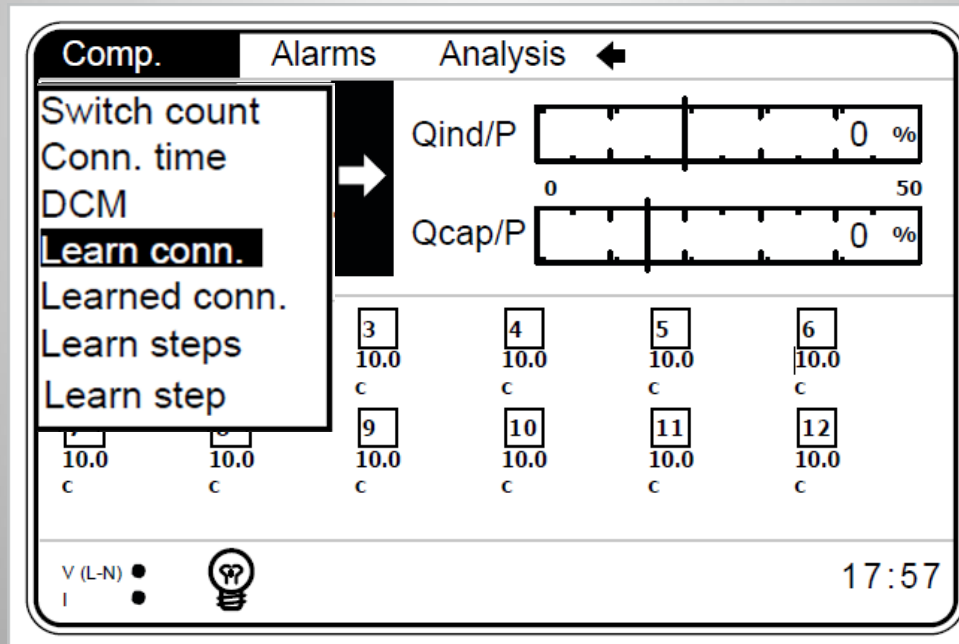 Comp. Alarms Analysis
Switch count
Conn. time
DCM
Learn conn.
Learned conn.
Learn steps
Learn step
Qind/P 0 %
0 50
Qcap/P 0 %
3 4 5 6
10.0 10.0 10.0 10.0
c c c c
9 10 11 12
10.0 10.0 10.0 10.0 10.0 10.0
c c c c c c
V (L-N)
I
17:57